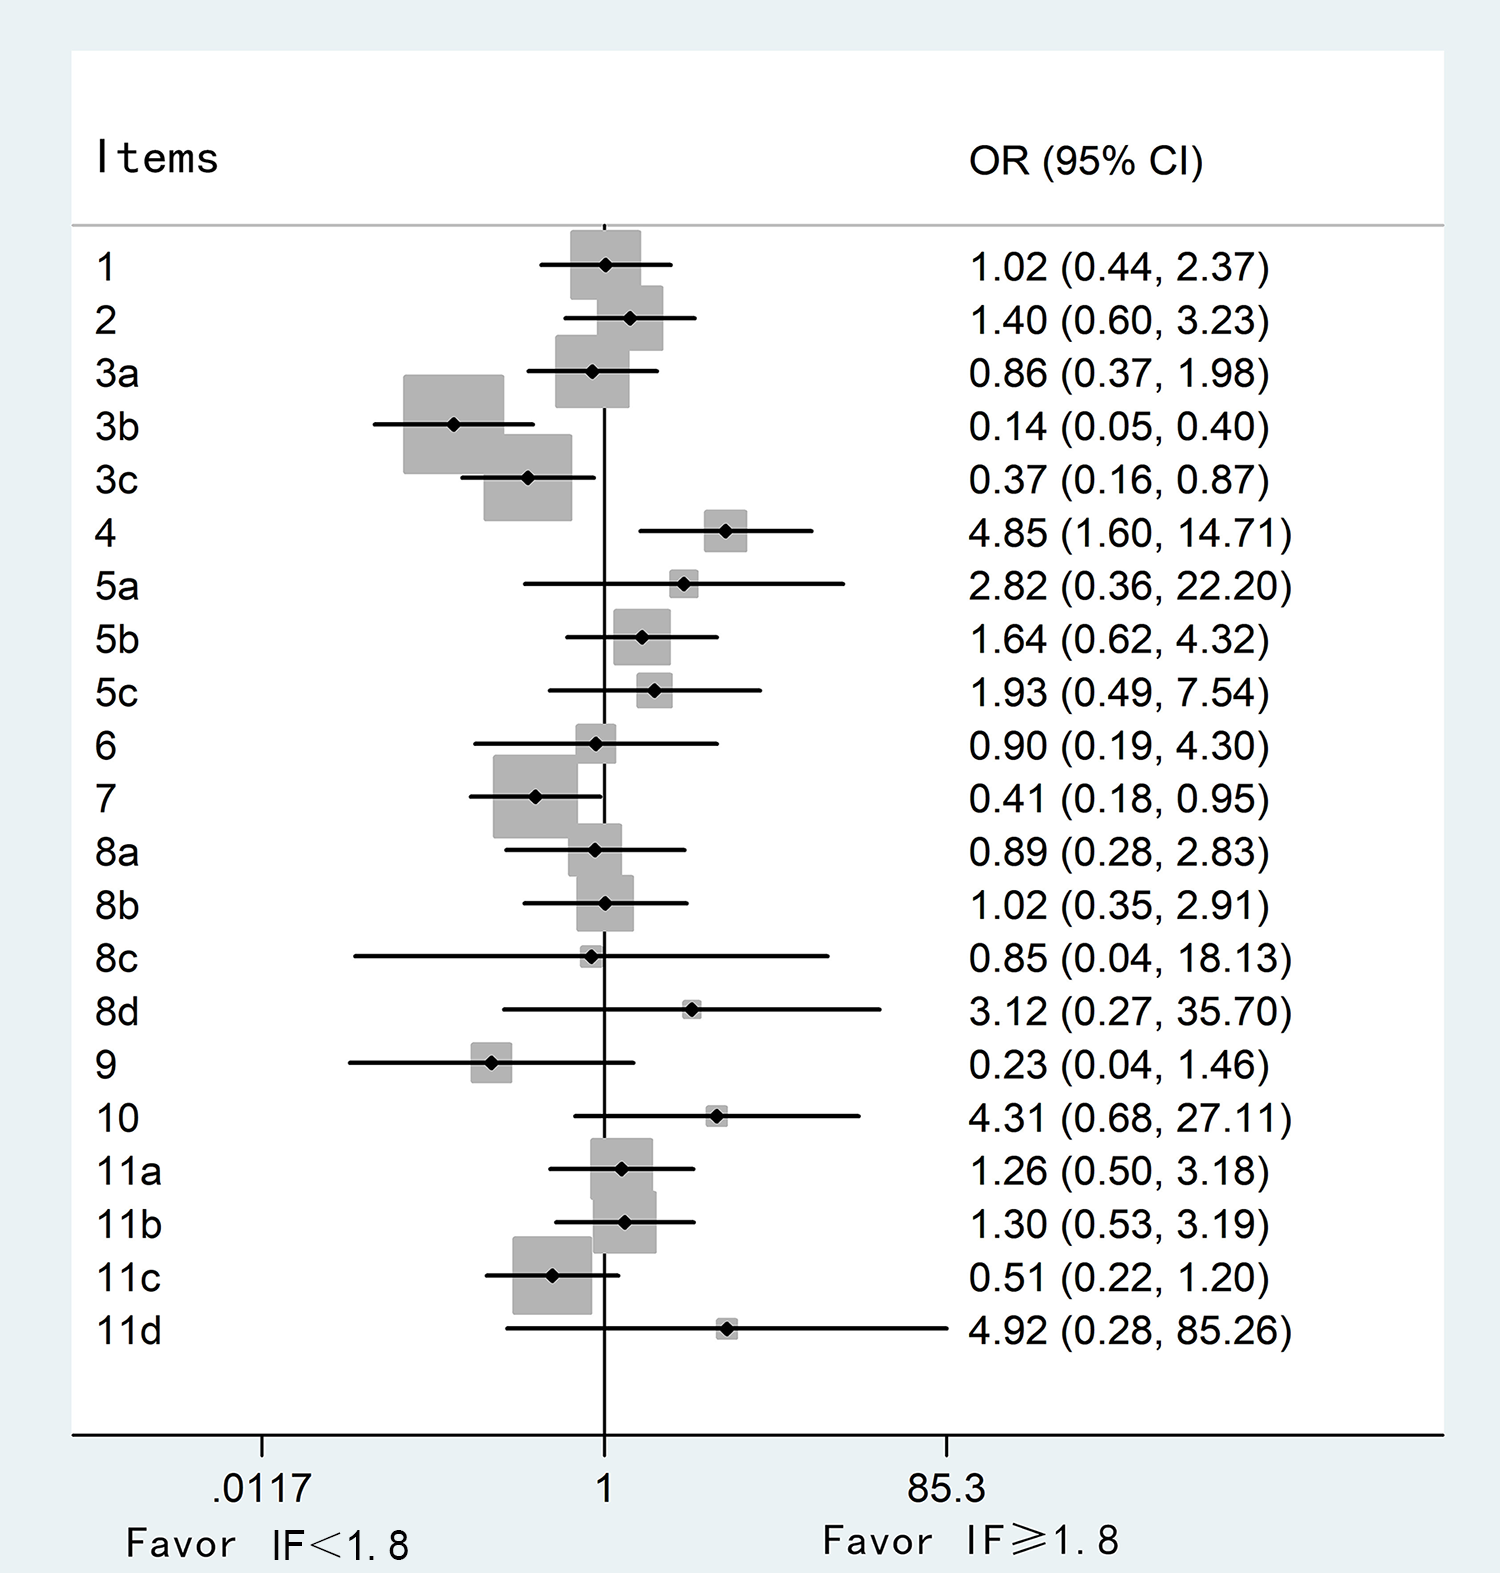 Items OR (95% CI)
1 1.02 (0.44, 2.37)
2 1.40 (0.60, 3.23)
3a 0.86 (0.37, 1.98)
3b 0.14 (0.05, 0.40)
3c 0.37 (0.16, 0.87)
4 4.85 (1.60, 14.71)
5a 2.82 (0.36, 22.20)
5b 1.64 (0.62, 4.32)
5c 1.93 (0.49, 7.54)
6 0.90 (0.19, 4.30)
7 0.41 (0.18, 0.95)
8a 0.89 (0.28, 2.83)
8b 1.02 (0.35, 2.91)
8c 0.85 (0.04, 18.13)
8d 3.12 (0.27, 35.70)
9 0.23 (0.04, 1.46)
10 4.31 (0.68, 27.11)
11a 1.26 (0.50, 3.18)
11b 1.30 (0.53, 3.19)
11c 0.51 (0.22, 1.20)
11d 4.92 (0.28, 85.26)
.0117 1 85.3
Favor IF<1.8 Favor IF⩾1.8